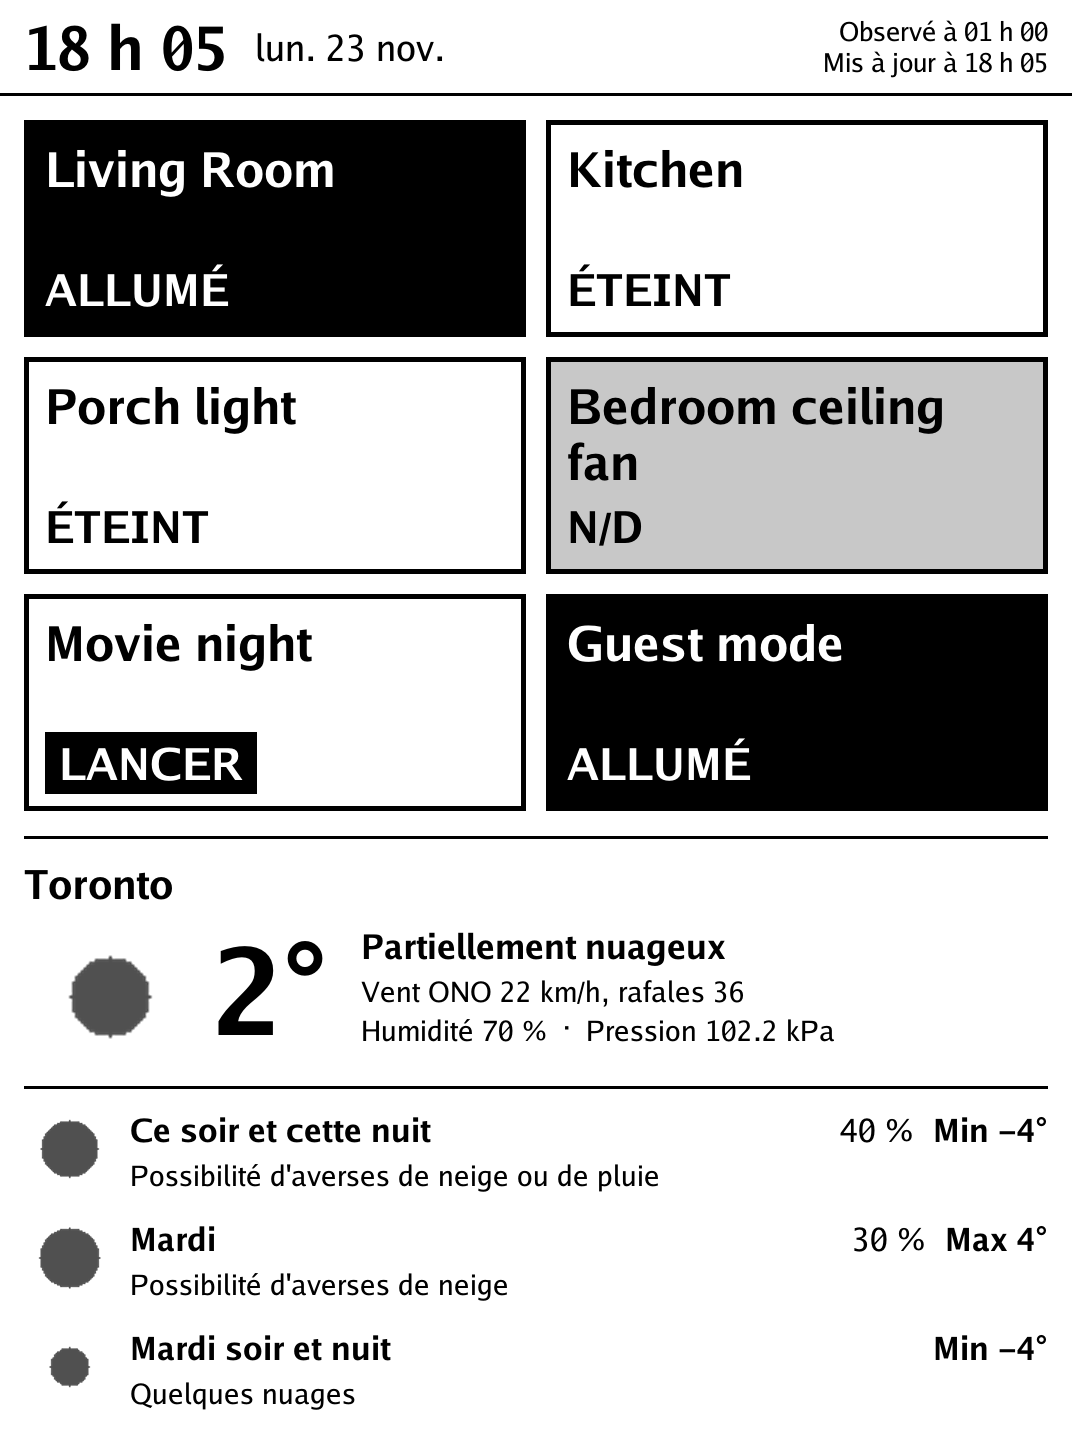 18 h 05 lun. 23 nov.
Observé à 01 h 00
Mis à jour à 18 h 05
Living Room
ALLUMÉ
Kitchen
ÉTEINT
Porch light
ÉTEINT
Bedroom ceiling
fan
N/D
Movie night
LANCER
Guest mode
ALLUMÉ
Toronto
2°
Partiellement nuageux
Vent ONO 22 km/h, rafales 36
Humidité 70 % · Pression 102.2 kPa
Ce soir et cette nuit 40 % Min −4°
Possibilité d'averses de neige ou de pluie
Mardi 30 % Max 4°
Possibilité d'averses de neige
Mardi soir et nuit Min −4°
Quelques nuages